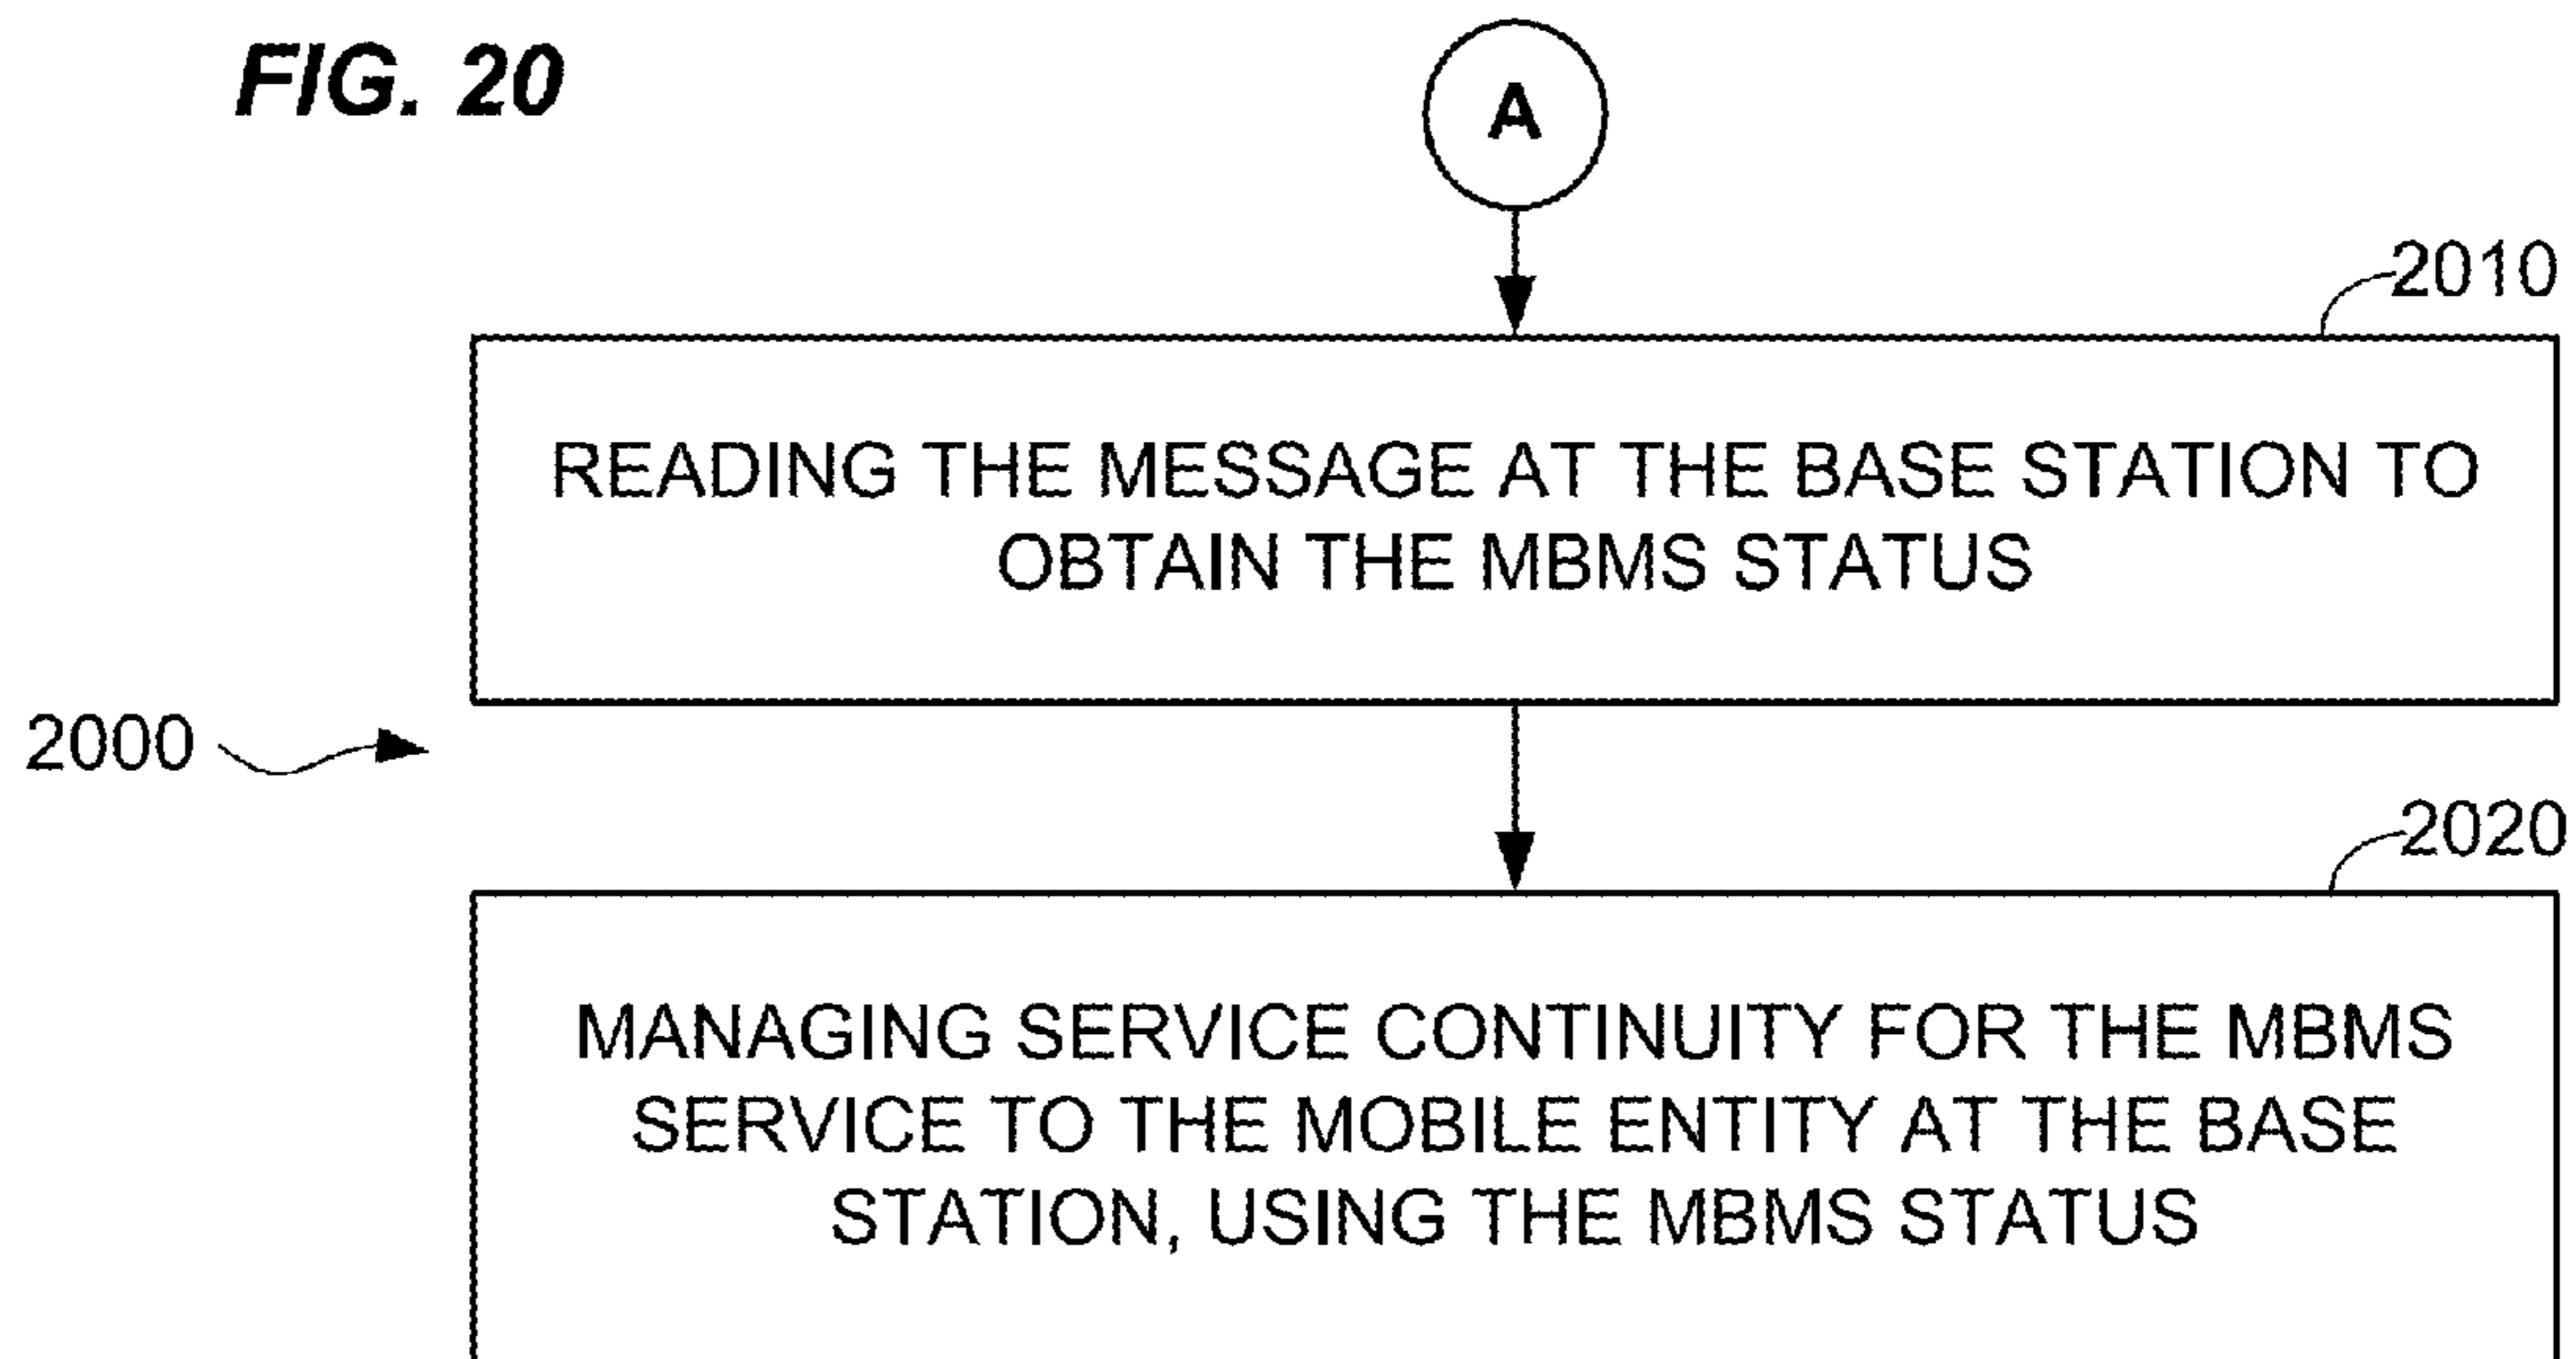 FIG. 20
A
2010
READING THE MESSAGE AT THE BASE STATION TO
OBTAIN THE MBMS STATUS
2000
2020
MANAGING SERVICE CONTINUITY FOR THE MBMS
SERVICE TO THE MOBILE ENTITY AT THE BASE
STATION, USING THE MBMS STATUS